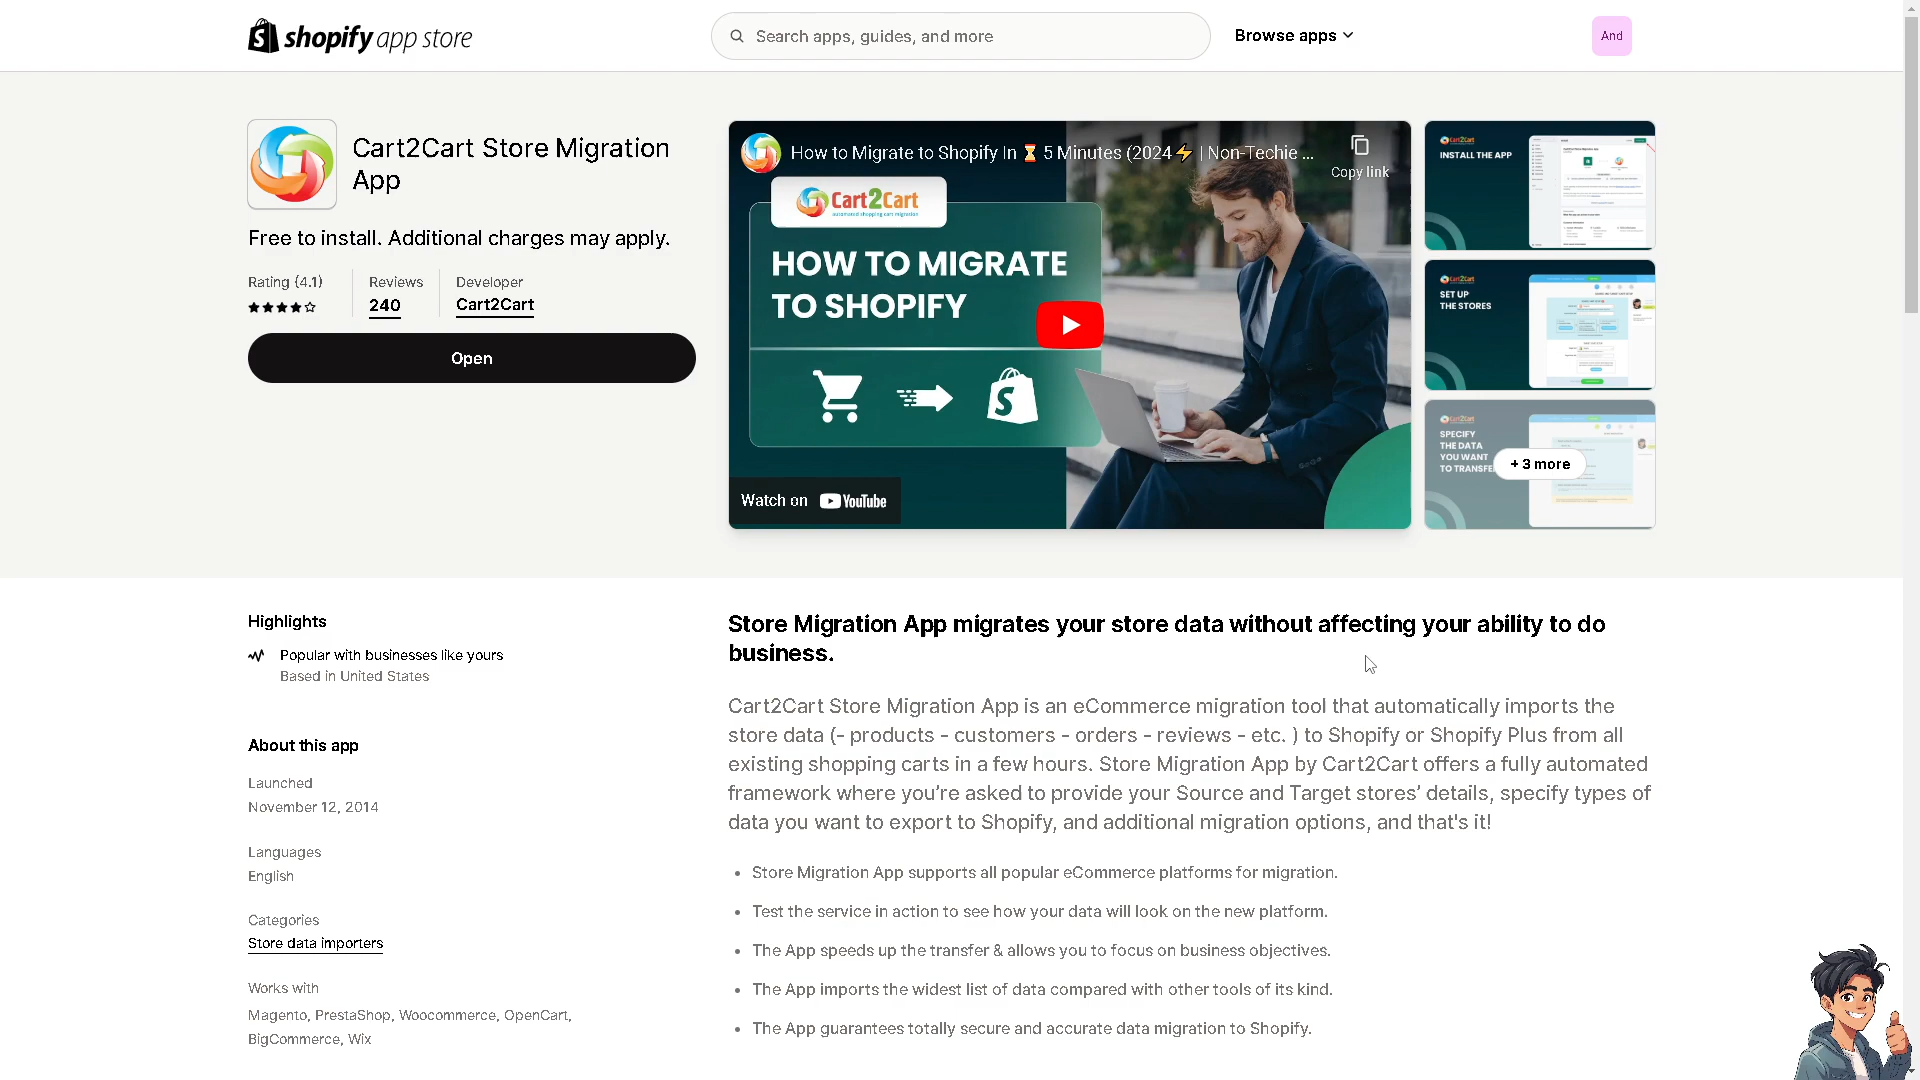 shopify app store
Search apps, guides, and more
Browse apps
And
Cart2Cart Store Migration
App
Free to install. Additional charges may apply.
Rating (4.1)
Reviews
240
Developer
Cart2Cart
Open
How to Migrate to Shopify In ⏳ 5 Minutes (2024⚡ | Non-Techie ...
Copy link
Cart2Cart
automated shopping cart migration
HOW TO MIGRATE
TO SHOPIFY
Watch on YouTube
Cart2Cart
INSTALL THE APP
Cart2Cart
SET UP
THE STORES
Cart2Cart
SPECIFY
THE DATA
YOU WANT
TO TRANSFE
+ 3 more
Highlights
Popular with businesses like yours
Based in United States
About this app
Launched
November 12, 2014
Languages
English
Categories
Store data importers
Works with
Magento, PrestaShop, Woocommerce, OpenCart,
BigCommerce, Wix
Store Migration App migrates your store data without affecting your ability to do
business.
Cart2Cart Store Migration App is an eCommerce migration tool that automatically imports the
store data (- products - customers - orders - reviews - etc. ) to Shopify or Shopify Plus from all
existing shopping carts in a few hours. Store Migration App by Cart2Cart offers a fully automated
framework where you’re asked to provide your Source and Target stores’ details, specify types of
data you want to export to Shopify, and additional migration options, and that's it!
• Store Migration App supports all popular eCommerce platforms for migration.
• Test the service in action to see how your data will look on the new platform.
• The App speeds up the transfer & allows you to focus on business objectives.
• The App imports the widest list of data compared with other tools of its kind.
• The App guarantees totally secure and accurate data migration to Shopify.